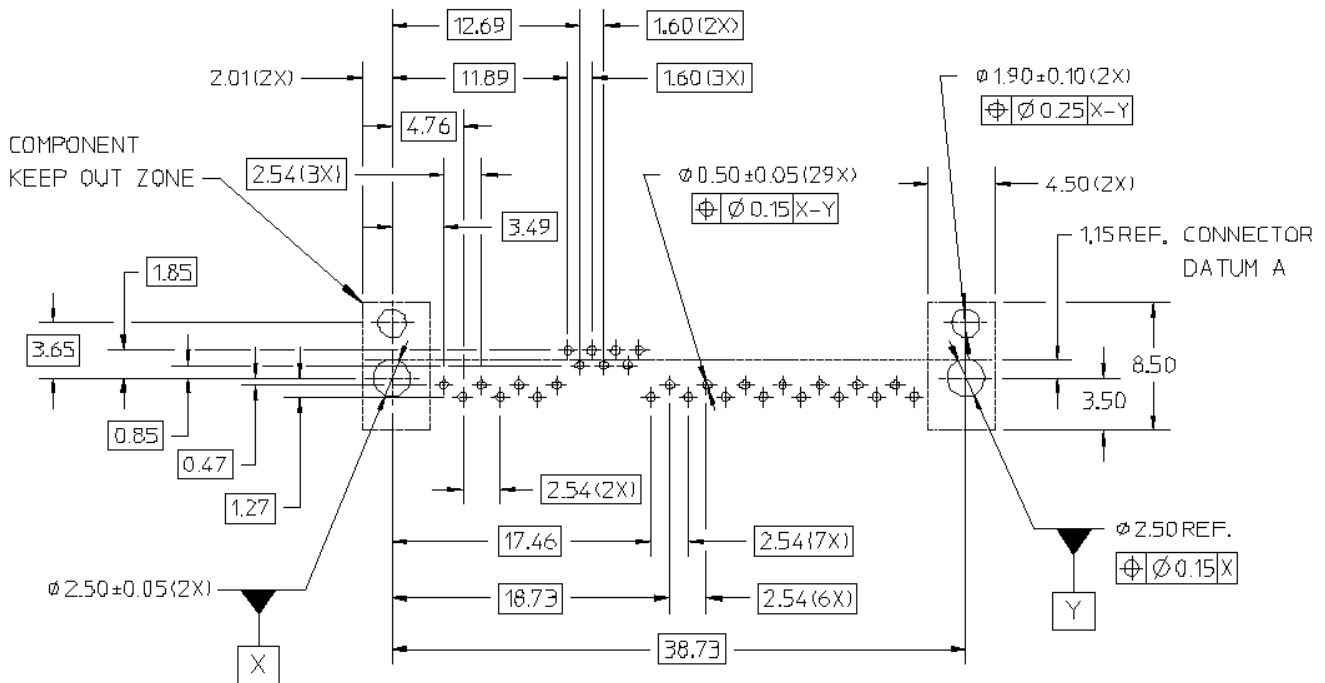 12.69
1.60(2X)
2.01(2X)
11.89
1.60(3X)
Ø1.90±0.10(2X)
⌖ Ø0.25 X-Y
4.76
COMPONENT
KEEP OUT ZONE
2.54(3X)
Ø0.50±0.05(29X)
⌖ Ø0.15 X-Y
4.50(2X)
3.49
1.15 REF. CONNECTOR
DATUM A
1.85
3.65
8.50
3.50
0.85
0.47
1.27
2.54(2X)
17.46
2.54(7X)
Ø2.50 REF.
⌖ Ø0.15 X
Ø2.50±0.05(2X)
18.73
2.54(6X)
Y
38.73
X